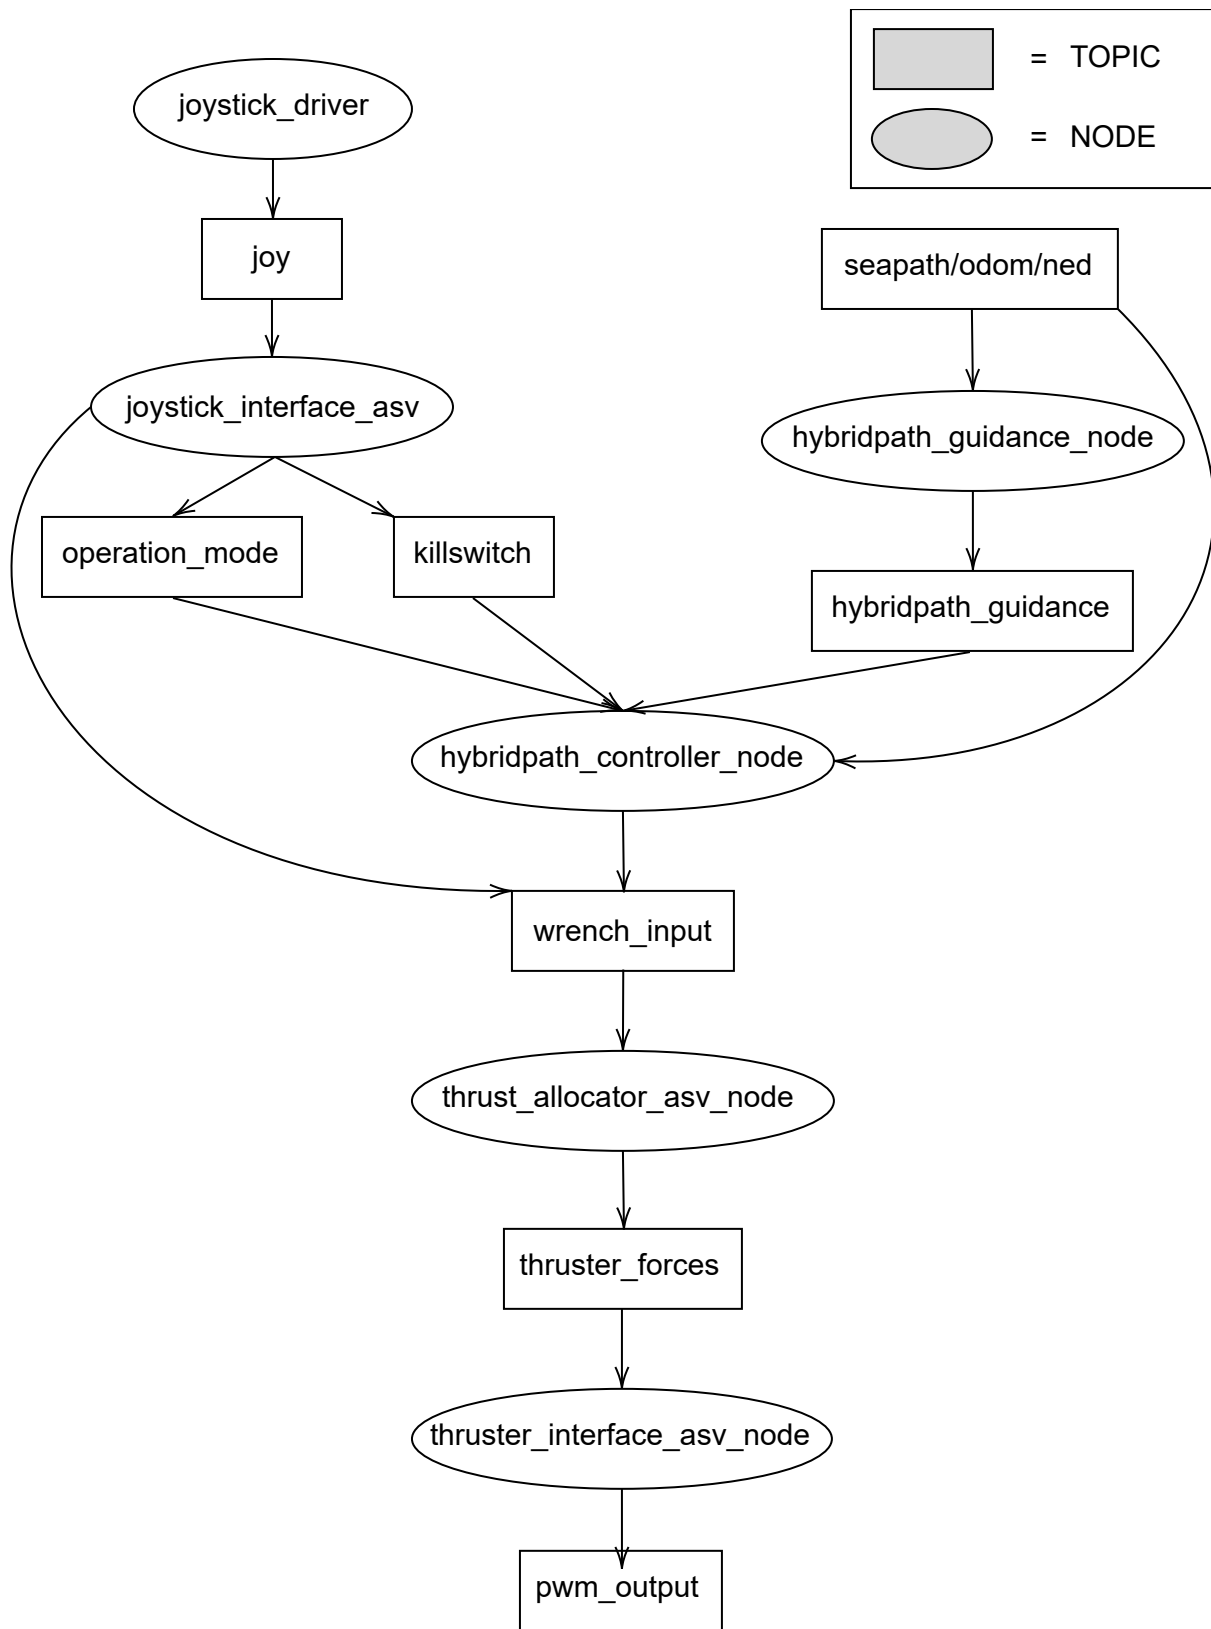 = TOPIC
= NODE
joystick_driver
joy
seapath/odom/ned
joystick_interface_asv
hybridpath_guidance_node
operation_mode
killswitch
hybridpath_guidance
hybridpath_controller_node
wrench_input
thrust_allocator_asv_node
thruster_forces
thruster_interface_asv_node
pwm_output